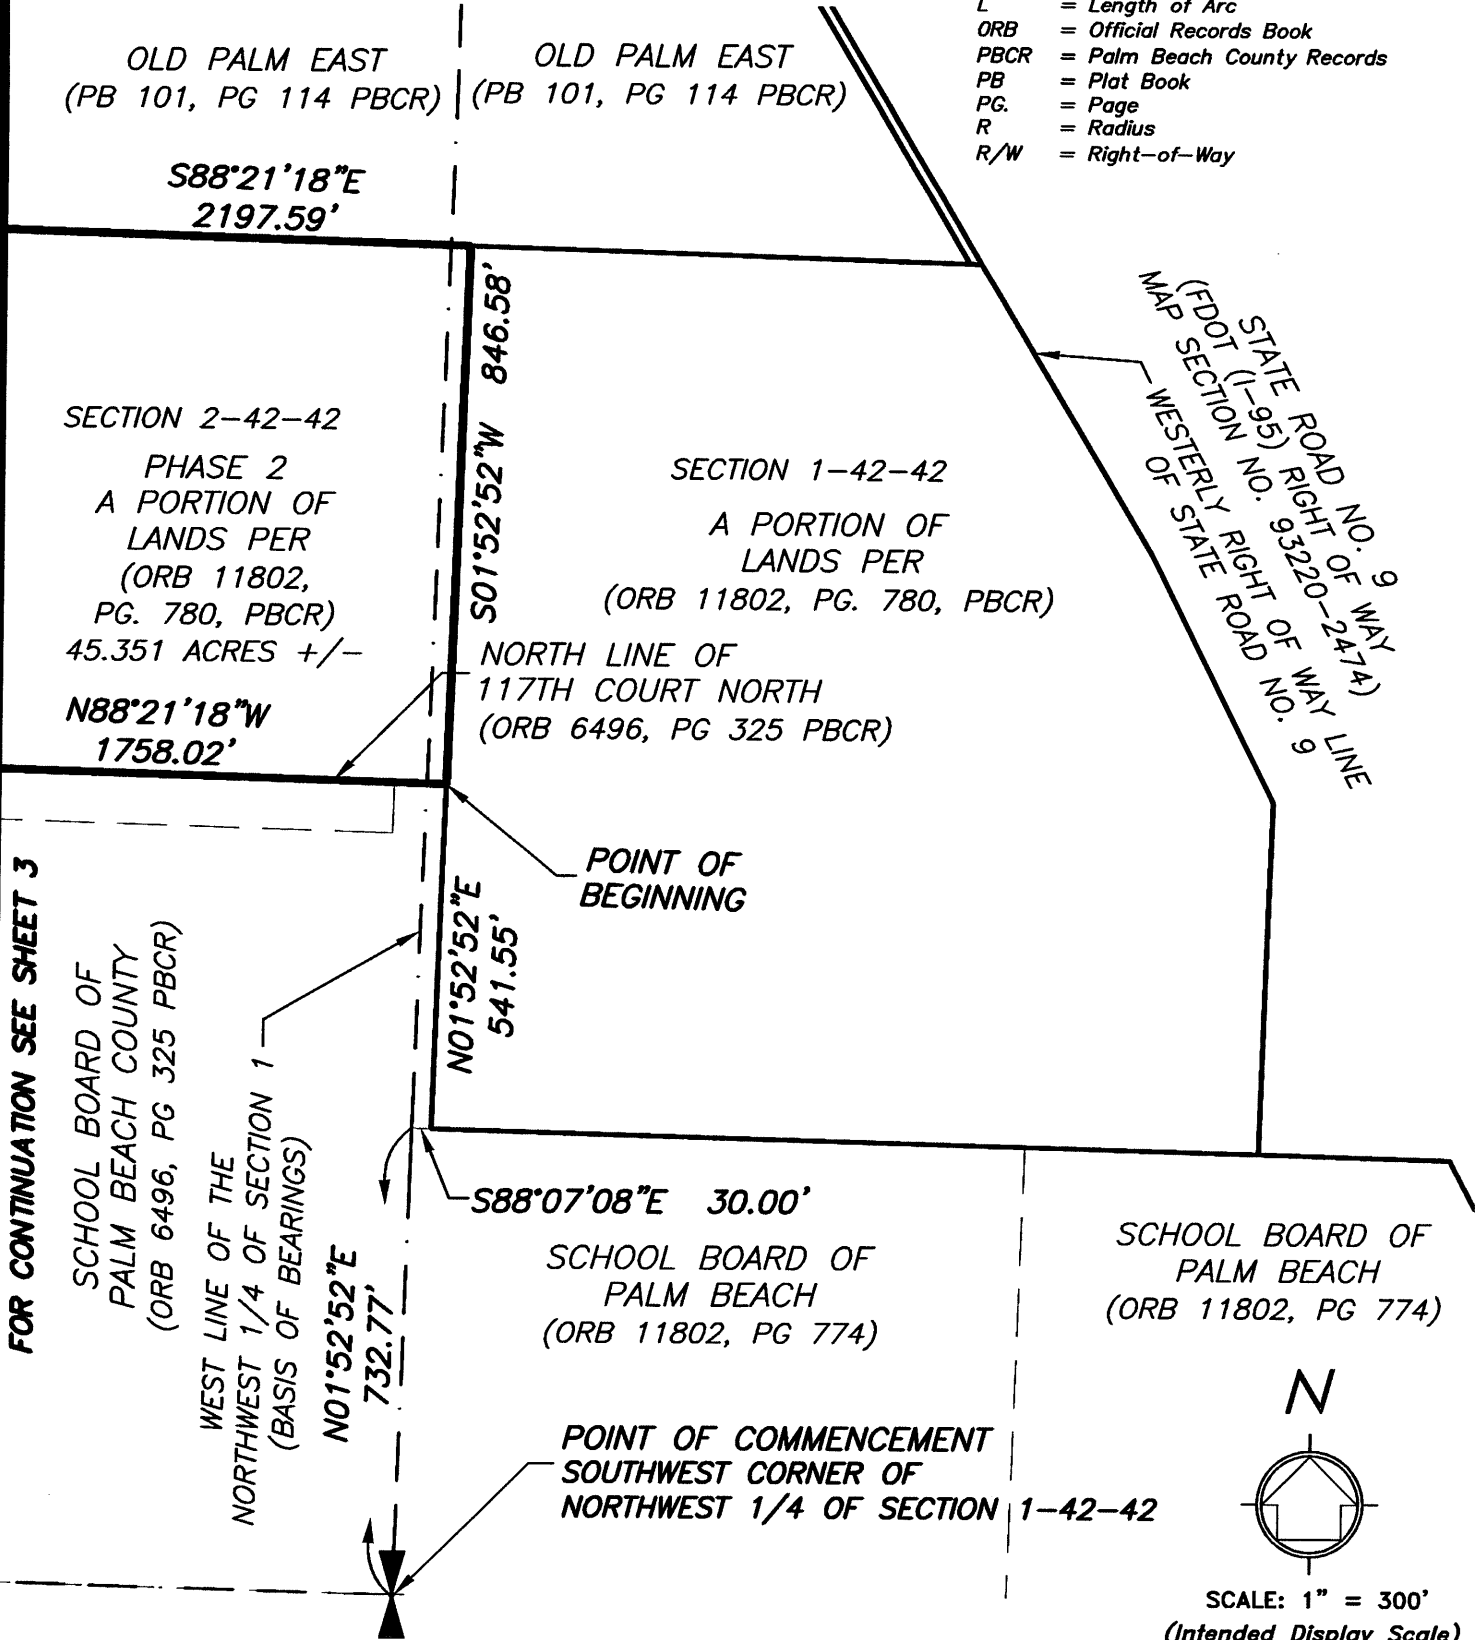 L = Length of Arc
ORB = Official Records Book
PBCR = Palm Beach County Records
PB = Plat Book
PG. = Page
R = Radius
R/W = Right-of-Way
OLD PALM EAST
(PB 101, PG 114 PBCR)
OLD PALM EAST
(PB 101, PG 114 PBCR)
S88°21'18"E
2197.59'
S01°52'52"W 846.58'
SECTION 2-42-42
PHASE 2
A PORTION OF
LANDS PER
(ORB 11802,
PG. 780, PBCR)
45.351 ACRES +/-
N88°21'18"W
1758.02'
SECTION 1-42-42
A PORTION OF
LANDS PER
(ORB 11802, PG. 780, PBCR)
NORTH LINE OF
117TH COURT NORTH
(ORB 6496, PG 325 PBCR)
STATE ROAD NO. 9
(FDOT (I-95) RIGHT OF WAY
MAP SECTION NO. 93220-2474)
WESTERLY RIGHT OF WAY LINE
OF STATE ROAD NO. 9
POINT OF
BEGINNING
N01°52'52"E
541.55'
FOR CONTINUATION SEE SHEET 3
SCHOOL BOARD OF
PALM BEACH COUNTY
(ORB 6496, PG 325 PBCR)
WEST LINE OF THE
NORTHWEST 1/4 OF SECTION 1
(BASIS OF BEARINGS)
N01°52'52"E
732.77'
S88°07'08"E 30.00'
SCHOOL BOARD OF
PALM BEACH
(ORB 11802, PG 774)
SCHOOL BOARD OF
PALM BEACH
(ORB 11802, PG 774)
POINT OF COMMENCEMENT
SOUTHWEST CORNER OF
NORTHWEST 1/4 OF SECTION 1-42-42
N
SCALE: 1" = 300'
(Intended Display Scale)